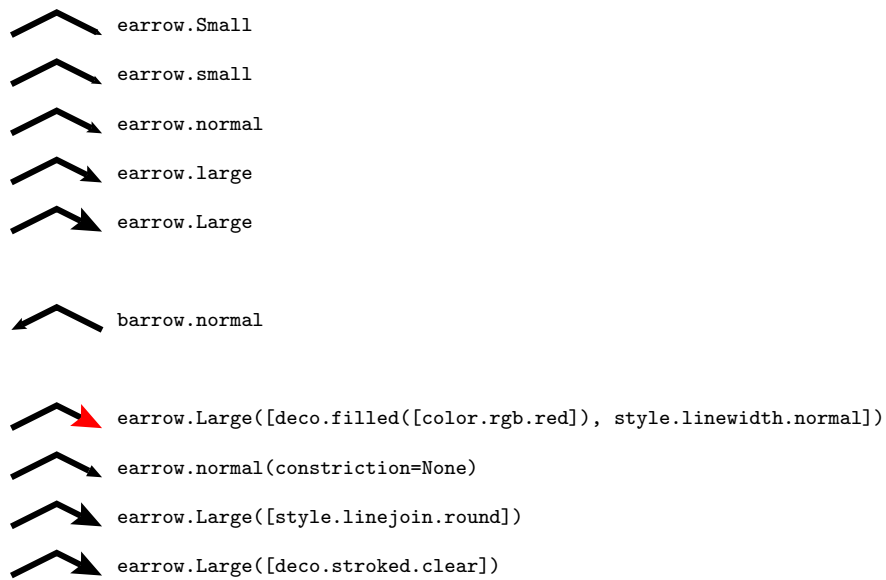 earrow.Small
earrow.small
earrow.normal
earrow.large
earrow.Large
barrow.normal
earrow.Large([deco.filled([color.rgb.red]), style.linewidth.normal])
earrow.normal(constriction=None)
earrow.Large([style.linejoin.round])
earrow.Large([deco.stroked.clear])